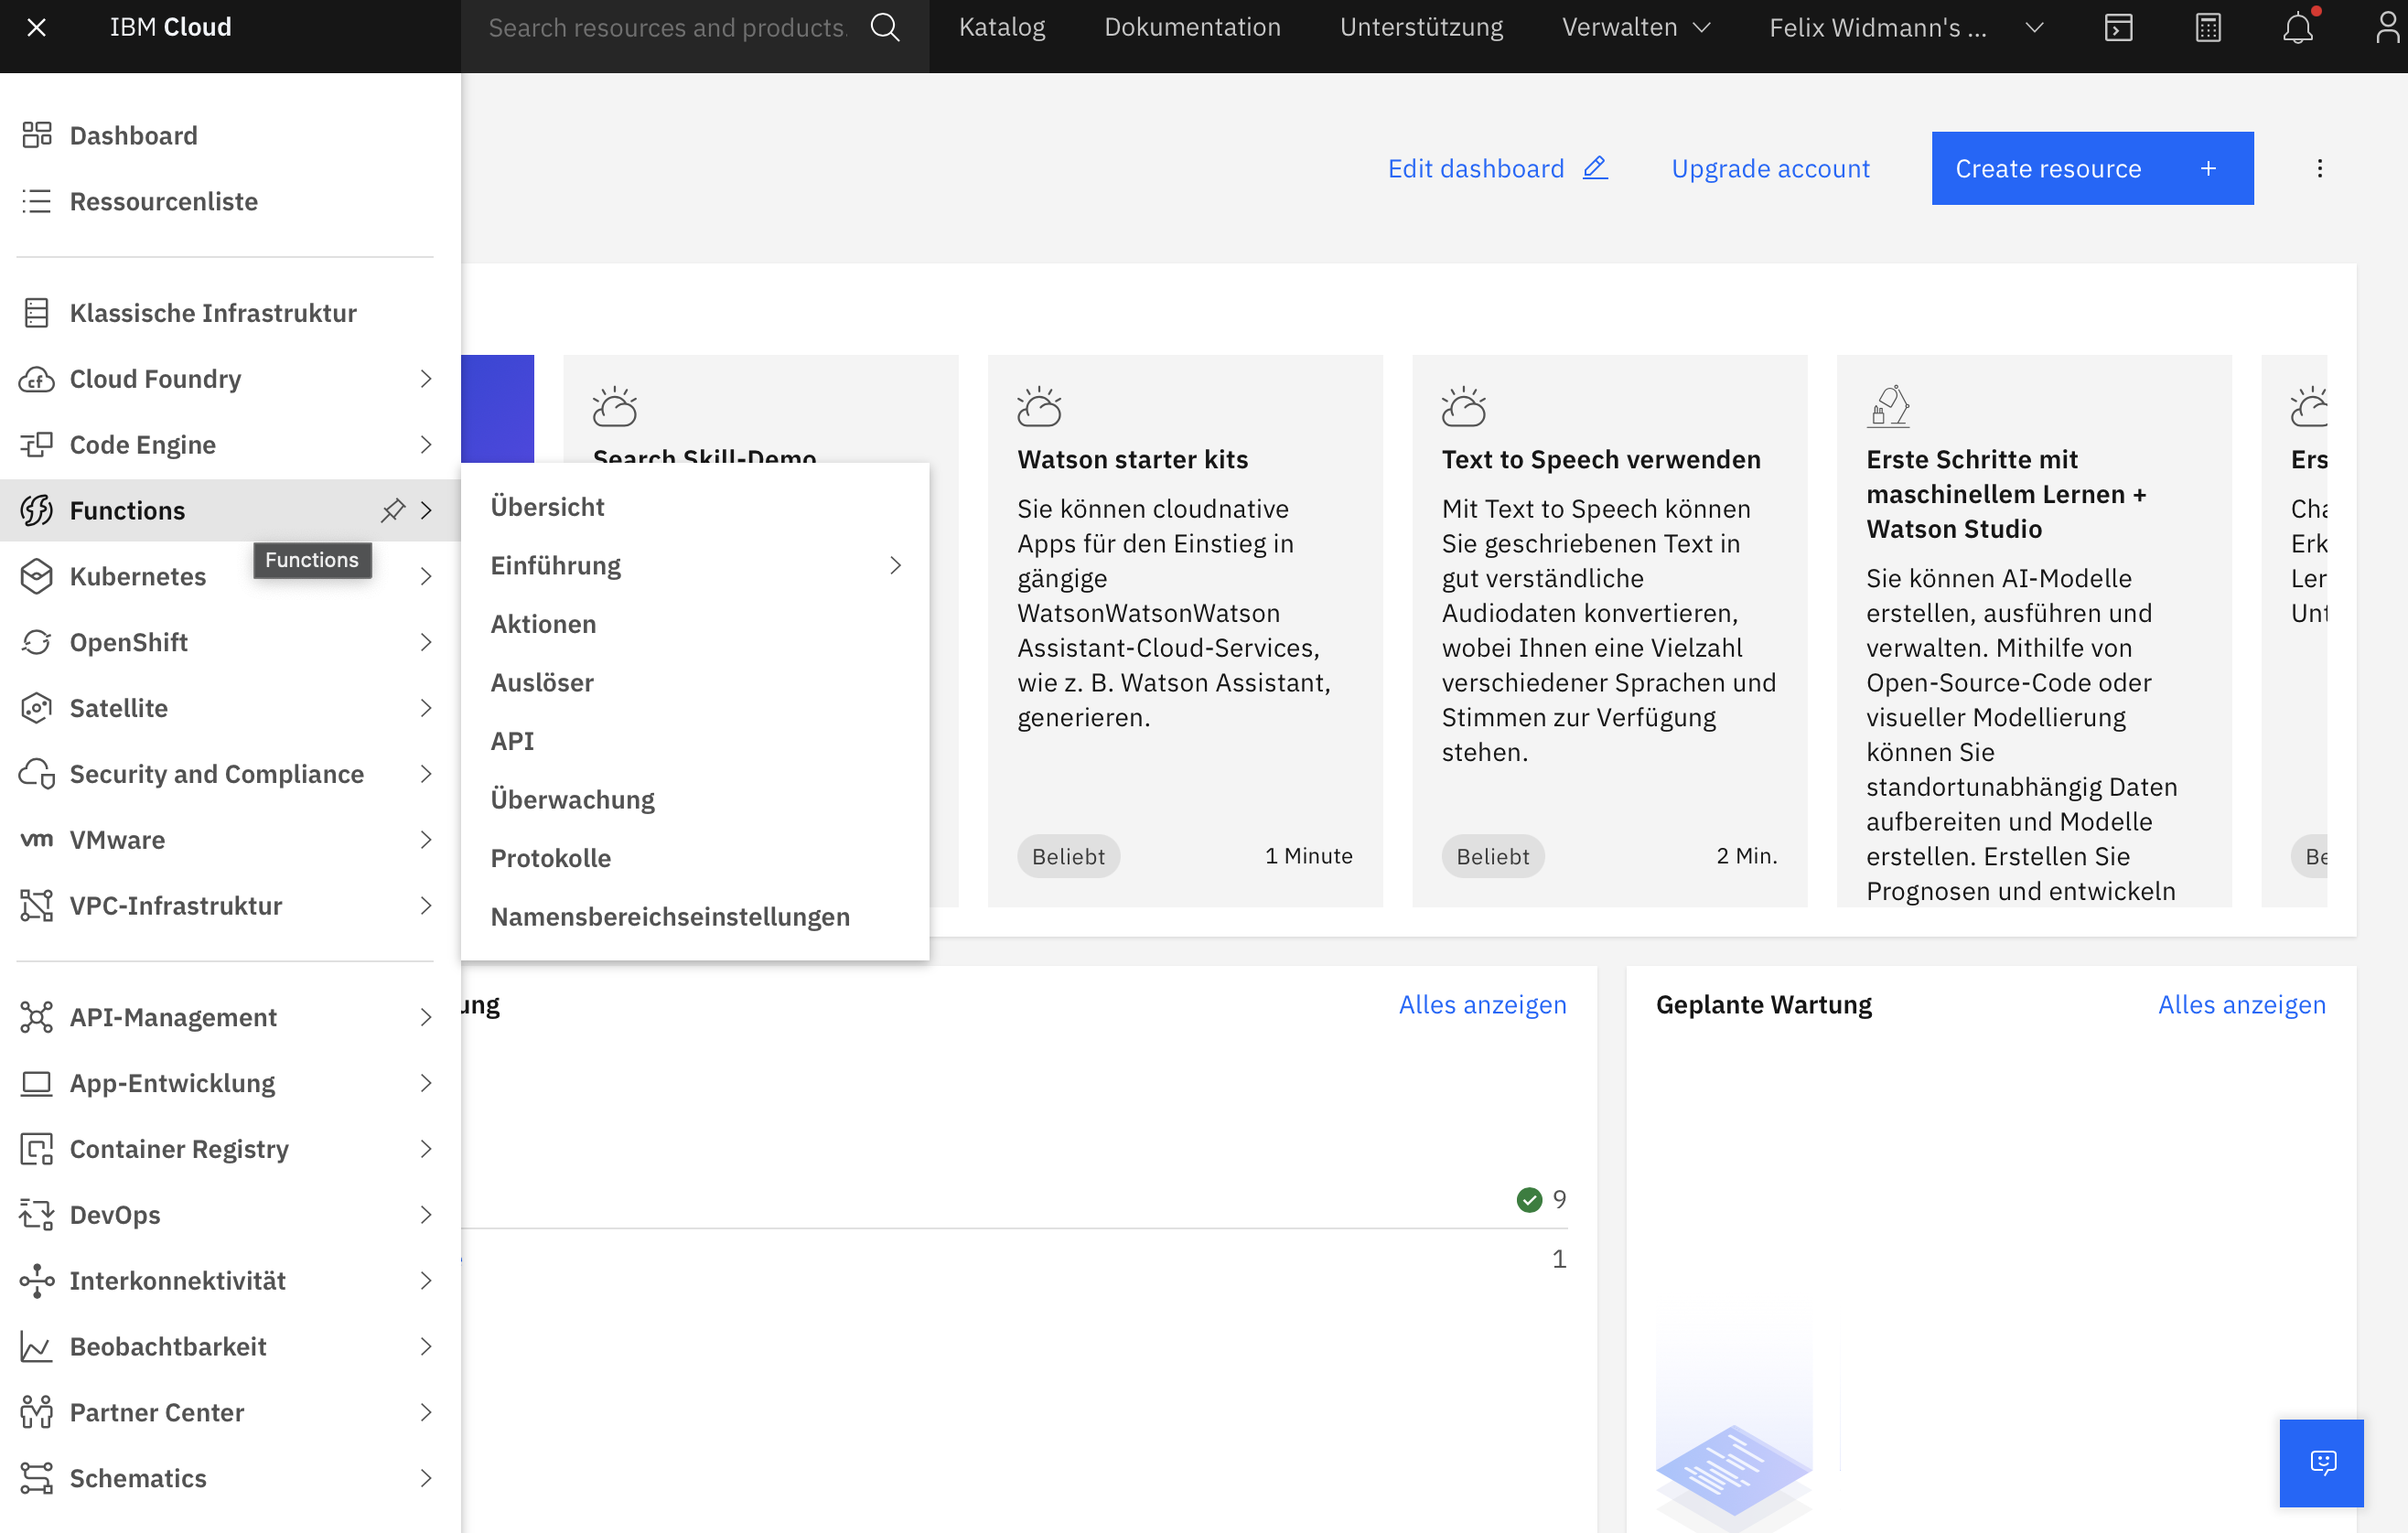 IBM Cloud
Search resources and products.
Katalog
Dokumentation
Unterstützung
Verwalten
Felix Widmann's ...
Dashboard
Ressourcenliste
Klassische Infrastruktur
Cloud Foundry
Code Engine
Functions
Functions
Kubernetes
OpenShift
Satellite
Security and Compliance
VMware
VPC-Infrastruktur
API-Management
App-Entwicklung
Container Registry
DevOps
Interkonnektivität
Beobachtbarkeit
Partner Center
Schematics
Übersicht
Einführung
Aktionen
Auslöser
API
Überwachung
Protokolle
Namensbereichseinstellungen
Edit dashboard
Upgrade account
Create resource +
Search Skill-Demo
Watson starter kits
Sie können cloudnative
Apps für den Einstieg in
gängige
WatsonWatsonWatson
Assistant-Cloud-Services,
wie z. B. Watson Assistant,
generieren.
Beliebt
1 Minute
Text to Speech verwenden
Mit Text to Speech können
Sie geschriebenen Text in
gut verständliche
Audiodaten konvertieren,
wobei Ihnen eine Vielzahl
verschiedener Sprachen und
Stimmen zur Verfügung
stehen.
Beliebt
2 Min.
Erste Schritte mit
maschinellem Lernen +
Watson Studio
Sie können AI-Modelle
erstellen, ausführen und
verwalten. Mithilfe von
Open-Source-Code oder
visueller Modellierung
können Sie
standortunabhängig Daten
aufbereiten und Modelle
erstellen. Erstellen Sie
Prognosen und entwickeln
Ers
Erk
Ler
ung
Alles anzeigen
9
1
Geplante Wartung
Alles anzeigen